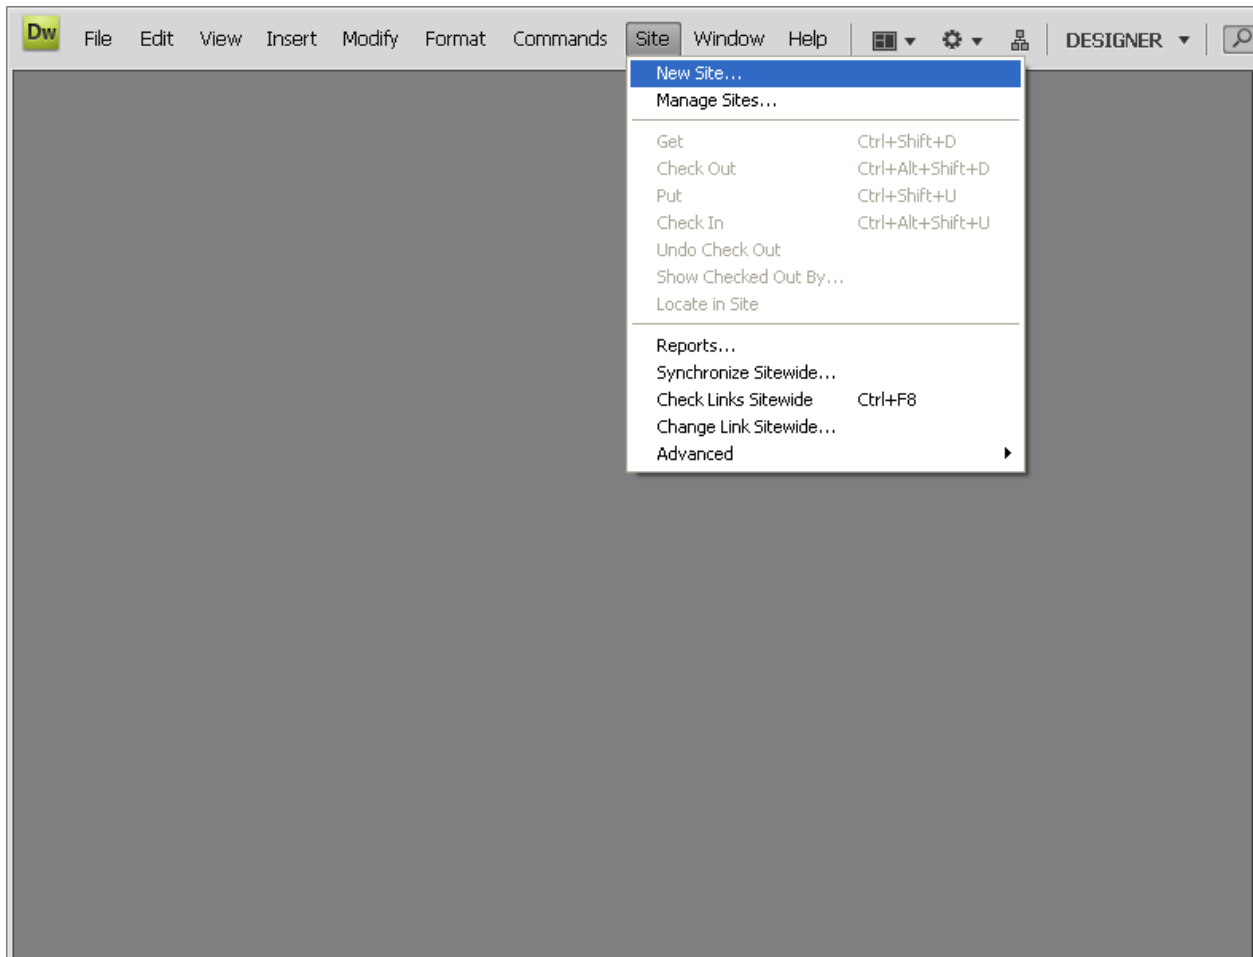 Dw File Edit View Insert Modify Format Commands Site Window Help DESIGNER
New Site...
Manage Sites...
Get Ctrl+Shift+D
Check Out Ctrl+Alt+Shift+D
Put Ctrl+Shift+U
Check In Ctrl+Alt+Shift+U
Undo Check Out
Show Checked Out By...
Locate in Site
Reports...
Synchronize Sitewide...
Check Links Sitewide Ctrl+F8
Change Link Sitewide...
Advanced